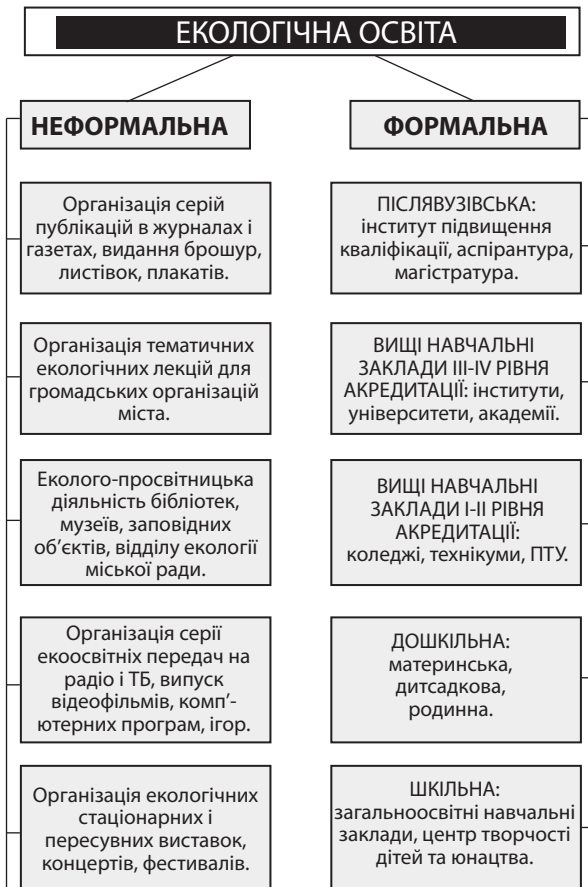 ЕКОЛОГІЧНА ОСВІТА
НЕФОРМАЛЬНА
Організація серій
публікацій в журналах і
газетах, видання брошур,
листівок, плакатів.
Організація тематичних
екологічних лекцій для
громадських організацій
міста.
Еколого-просвітницька
діяльність бібліотек,
музеїв, заповідних
об’єктів, відділу екології
міської ради.
Організація серії
екоосвітніх передач на
радіо і ТБ, випуск
відеофільмів, комп’-
ютерних програм, ігор.
Організація екологічних
стаціонарних і
пересувних виставок,
концертів, фестивалів.
ФОРМАЛЬНА
ПІСЛЯВУЗІВСЬКА:
інститут підвищення
кваліфікації, аспірантура,
магістратура.
ВИЩІ НАВЧАЛЬНІ
ЗАКЛАДИ III-IV РІВНЯ
АКРЕДИТАЦІЇ: інститути,
університети, академії.
ВИЩІ НАВЧАЛЬНІ
ЗАКЛАДИ I-II РІВНЯ
АКРЕДИТАЦІЇ:
коледжі, технікуми, ПТУ.
ДОШКІЛЬНА:
материнська,
дитсадкова,
родинна.
ШКІЛЬНА:
загальноосвітні навчальні
заклади, центр творчості
дітей та юнацтва.